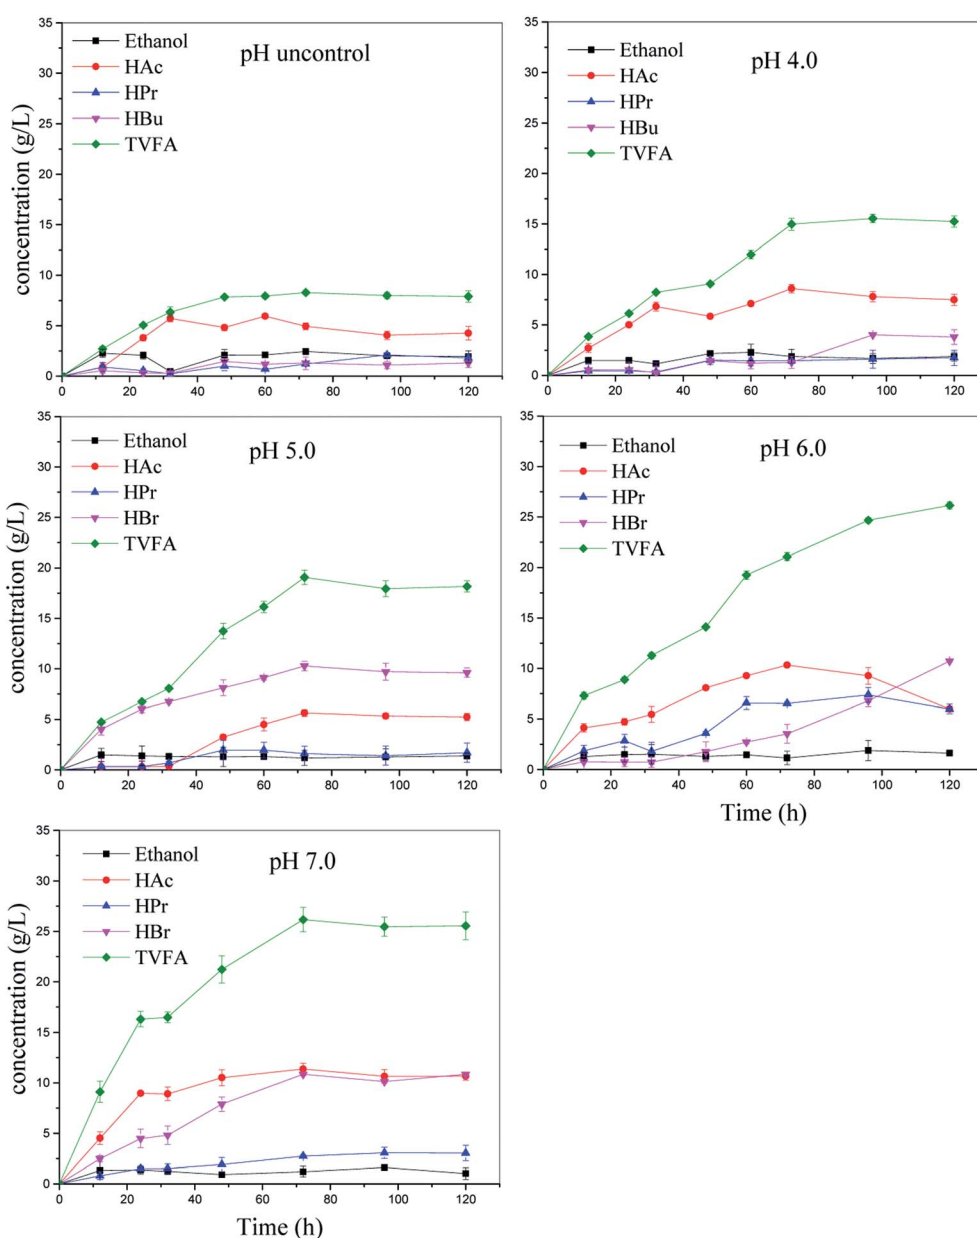 pH uncontrol
Ethanol
HAc
HPr
HBu
TVFA
concentration (g/L)
35
30
25
20
15
10
5
0
0 20 40 60 80 100 120
pH 4.0
Ethanol
HAc
HPr
HBu
TVFA
35
30
25
20
15
10
5
0
0 20 40 60 80 100 120
pH 5.0
Ethanol
HAc
HPr
HBr
TVFA
concentration (g/L)
35
30
25
20
15
10
5
0
0 20 40 60 80 100 120
pH 6.0
Ethanol
HAc
HPr
HBr
TVFA
35
30
25
20
15
10
5
0
0 20 40 60 80 100 120
Time (h)
pH 7.0
Ethanol
HAc
HPr
HBr
TVFA
concentration (g/L)
35
30
25
20
15
10
5
0
0 20 40 60 80 100 120
Time (h)